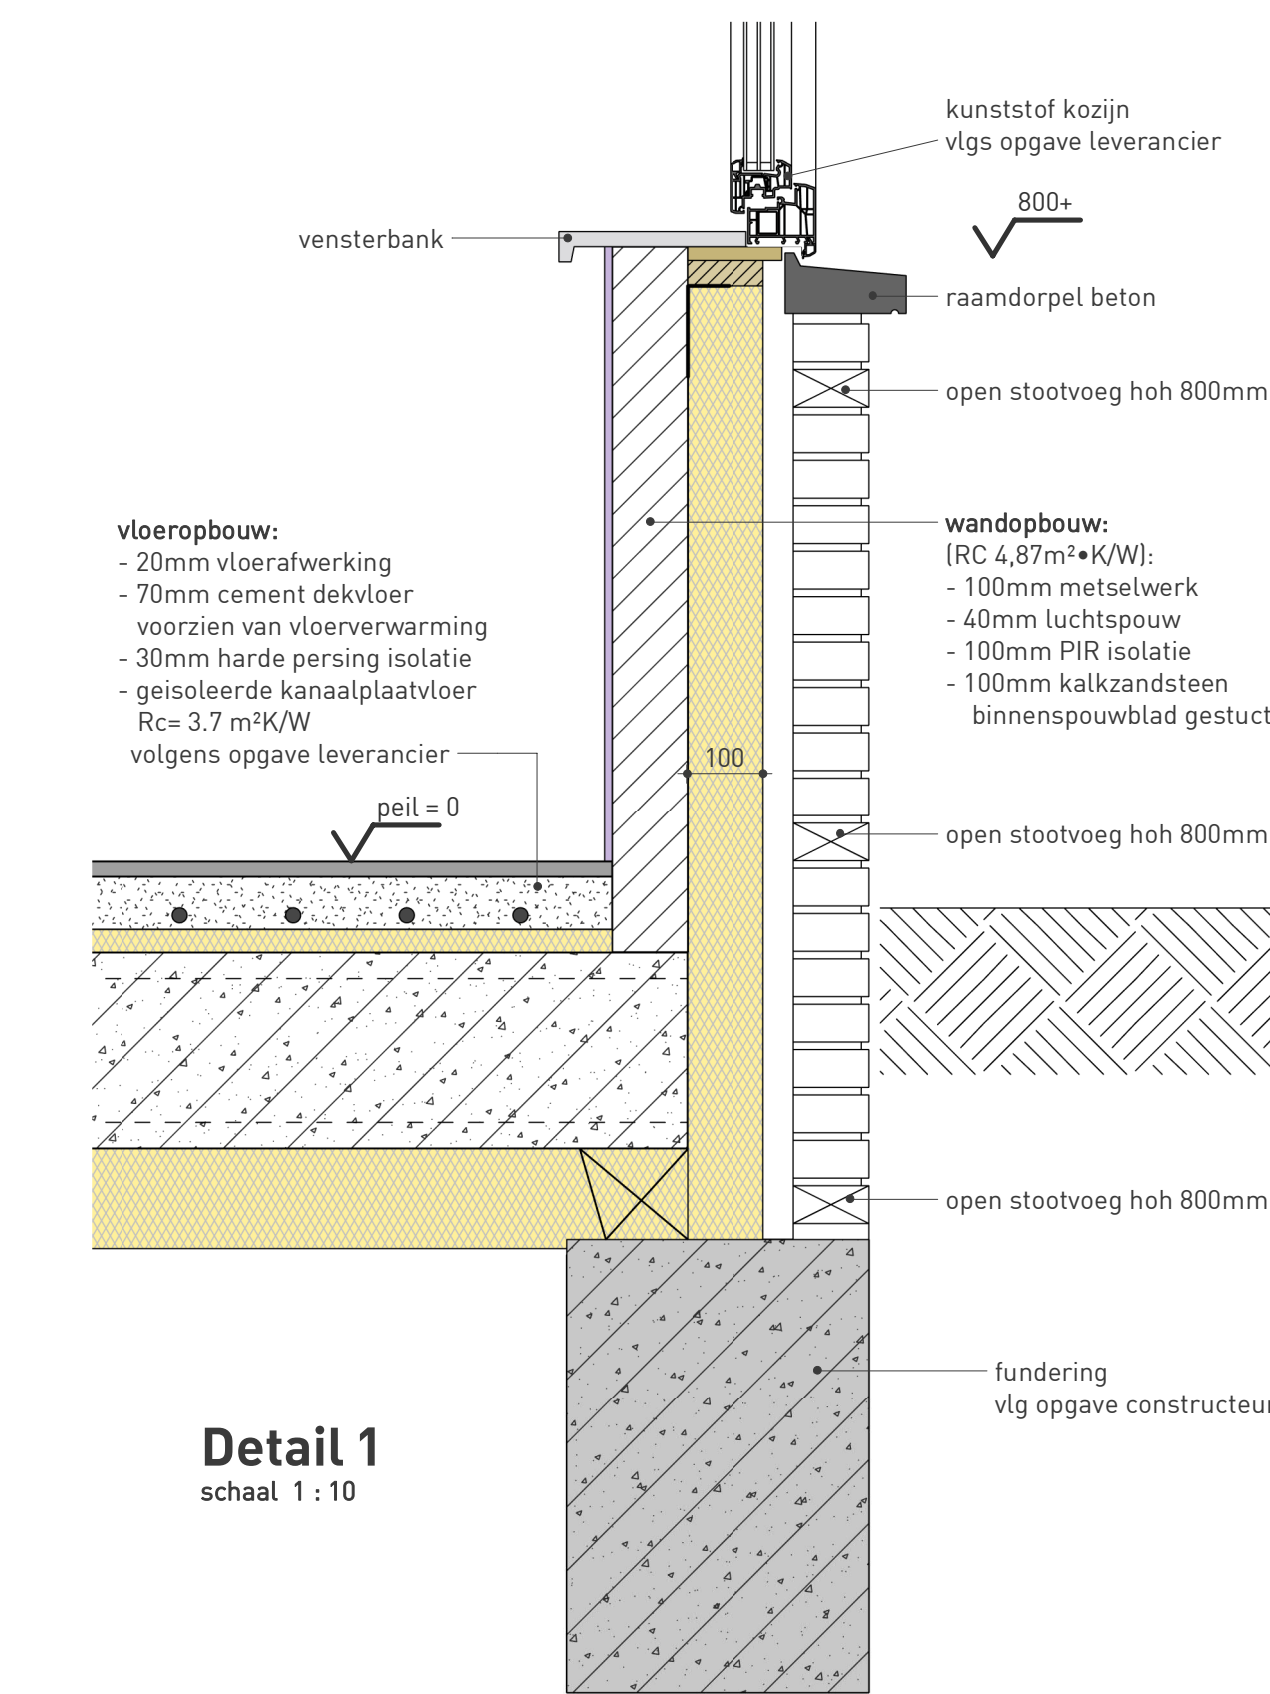 kunststof kozijn
vlgs opgave leverancier
800+
vensterbank
raamdorpel beton
open stootvoeg hoh 800mm
vloeropbouw:
- 20mm vloerafwerking
- 70mm cement dekvloer
voorzien van vloerverwarming
- 30mm harde persing isolatie
- geisoleerde kanaalplaatvloer
Rc= 3.7 m²K/W
volgens opgave leverancier
wandopbouw:
(RC 4,87m²•K/W):
- 100mm metselwerk
- 40mm luchtspouw
- 100mm PIR isolatie
- 100mm kalkzandsteen
binnenspouwblad gestuct
100
peil = 0
open stootvoeg hoh 800mm
open stootvoeg hoh 800mm
fundering
vlg opgave constructeur
Detail 1
schaal 1 : 10